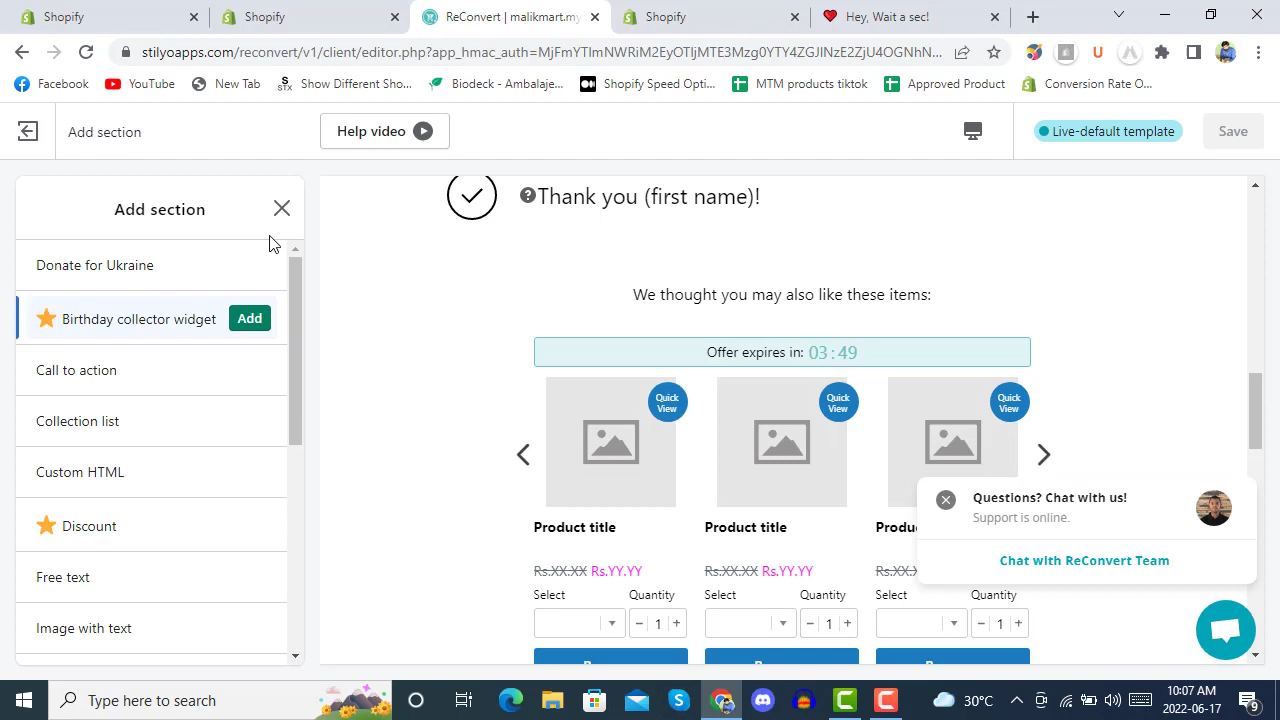 Shopify
Shopify
ReConvert | malikmart.my
Shopify
Hey, Wait a sec!
stilyoapps.com/reconvert/v1/client/editor.php?app_hmac_auth=MjFmYTlmNWRiM2EyOTljMTE3Mzg0YTY4ZGJlNzE2ZjU4OGNhN...
Facebook
YouTube
New Tab
STX
Show Different Sho...
Biodeck - Ambalaje...
Shopify Speed Opti...
MTM products tiktok
Approved Product
Conversion Rate O...
Add section
Help video
Live-default template
Save
Add section
Donate for Ukraine
Birthday collector widget
Add
Call to action
Collection list
Custom HTML
Discount
Free text
Image with text
Thank you (first name)!
We thought you may also like these items:
Offer expires in: 03:49
Quick View
Quick View
Quick View
Product title
Product title
Produ
Rs.XX.XX Rs.YY.YY
Rs.XX.XX Rs.YY.YY
Rs.XX.X
Select Quantity
Select Quantity
Select Quantity
1
1
1
Questions? Chat with us!
Support is online.
Chat with ReConvert Team
Type here to search
30°C
10:07 AM
2022-06-17
9